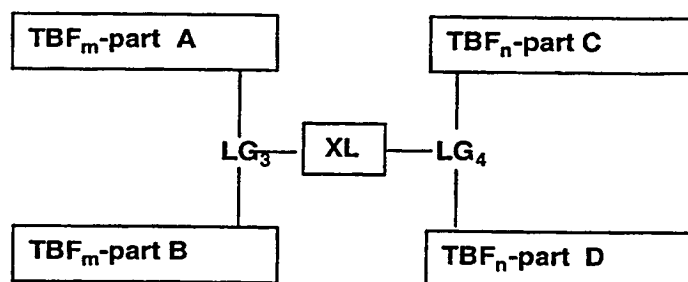 TBFm-part A
TBFn-part C
LG3 XL LG4
TBFm-part B
TBFn-part D